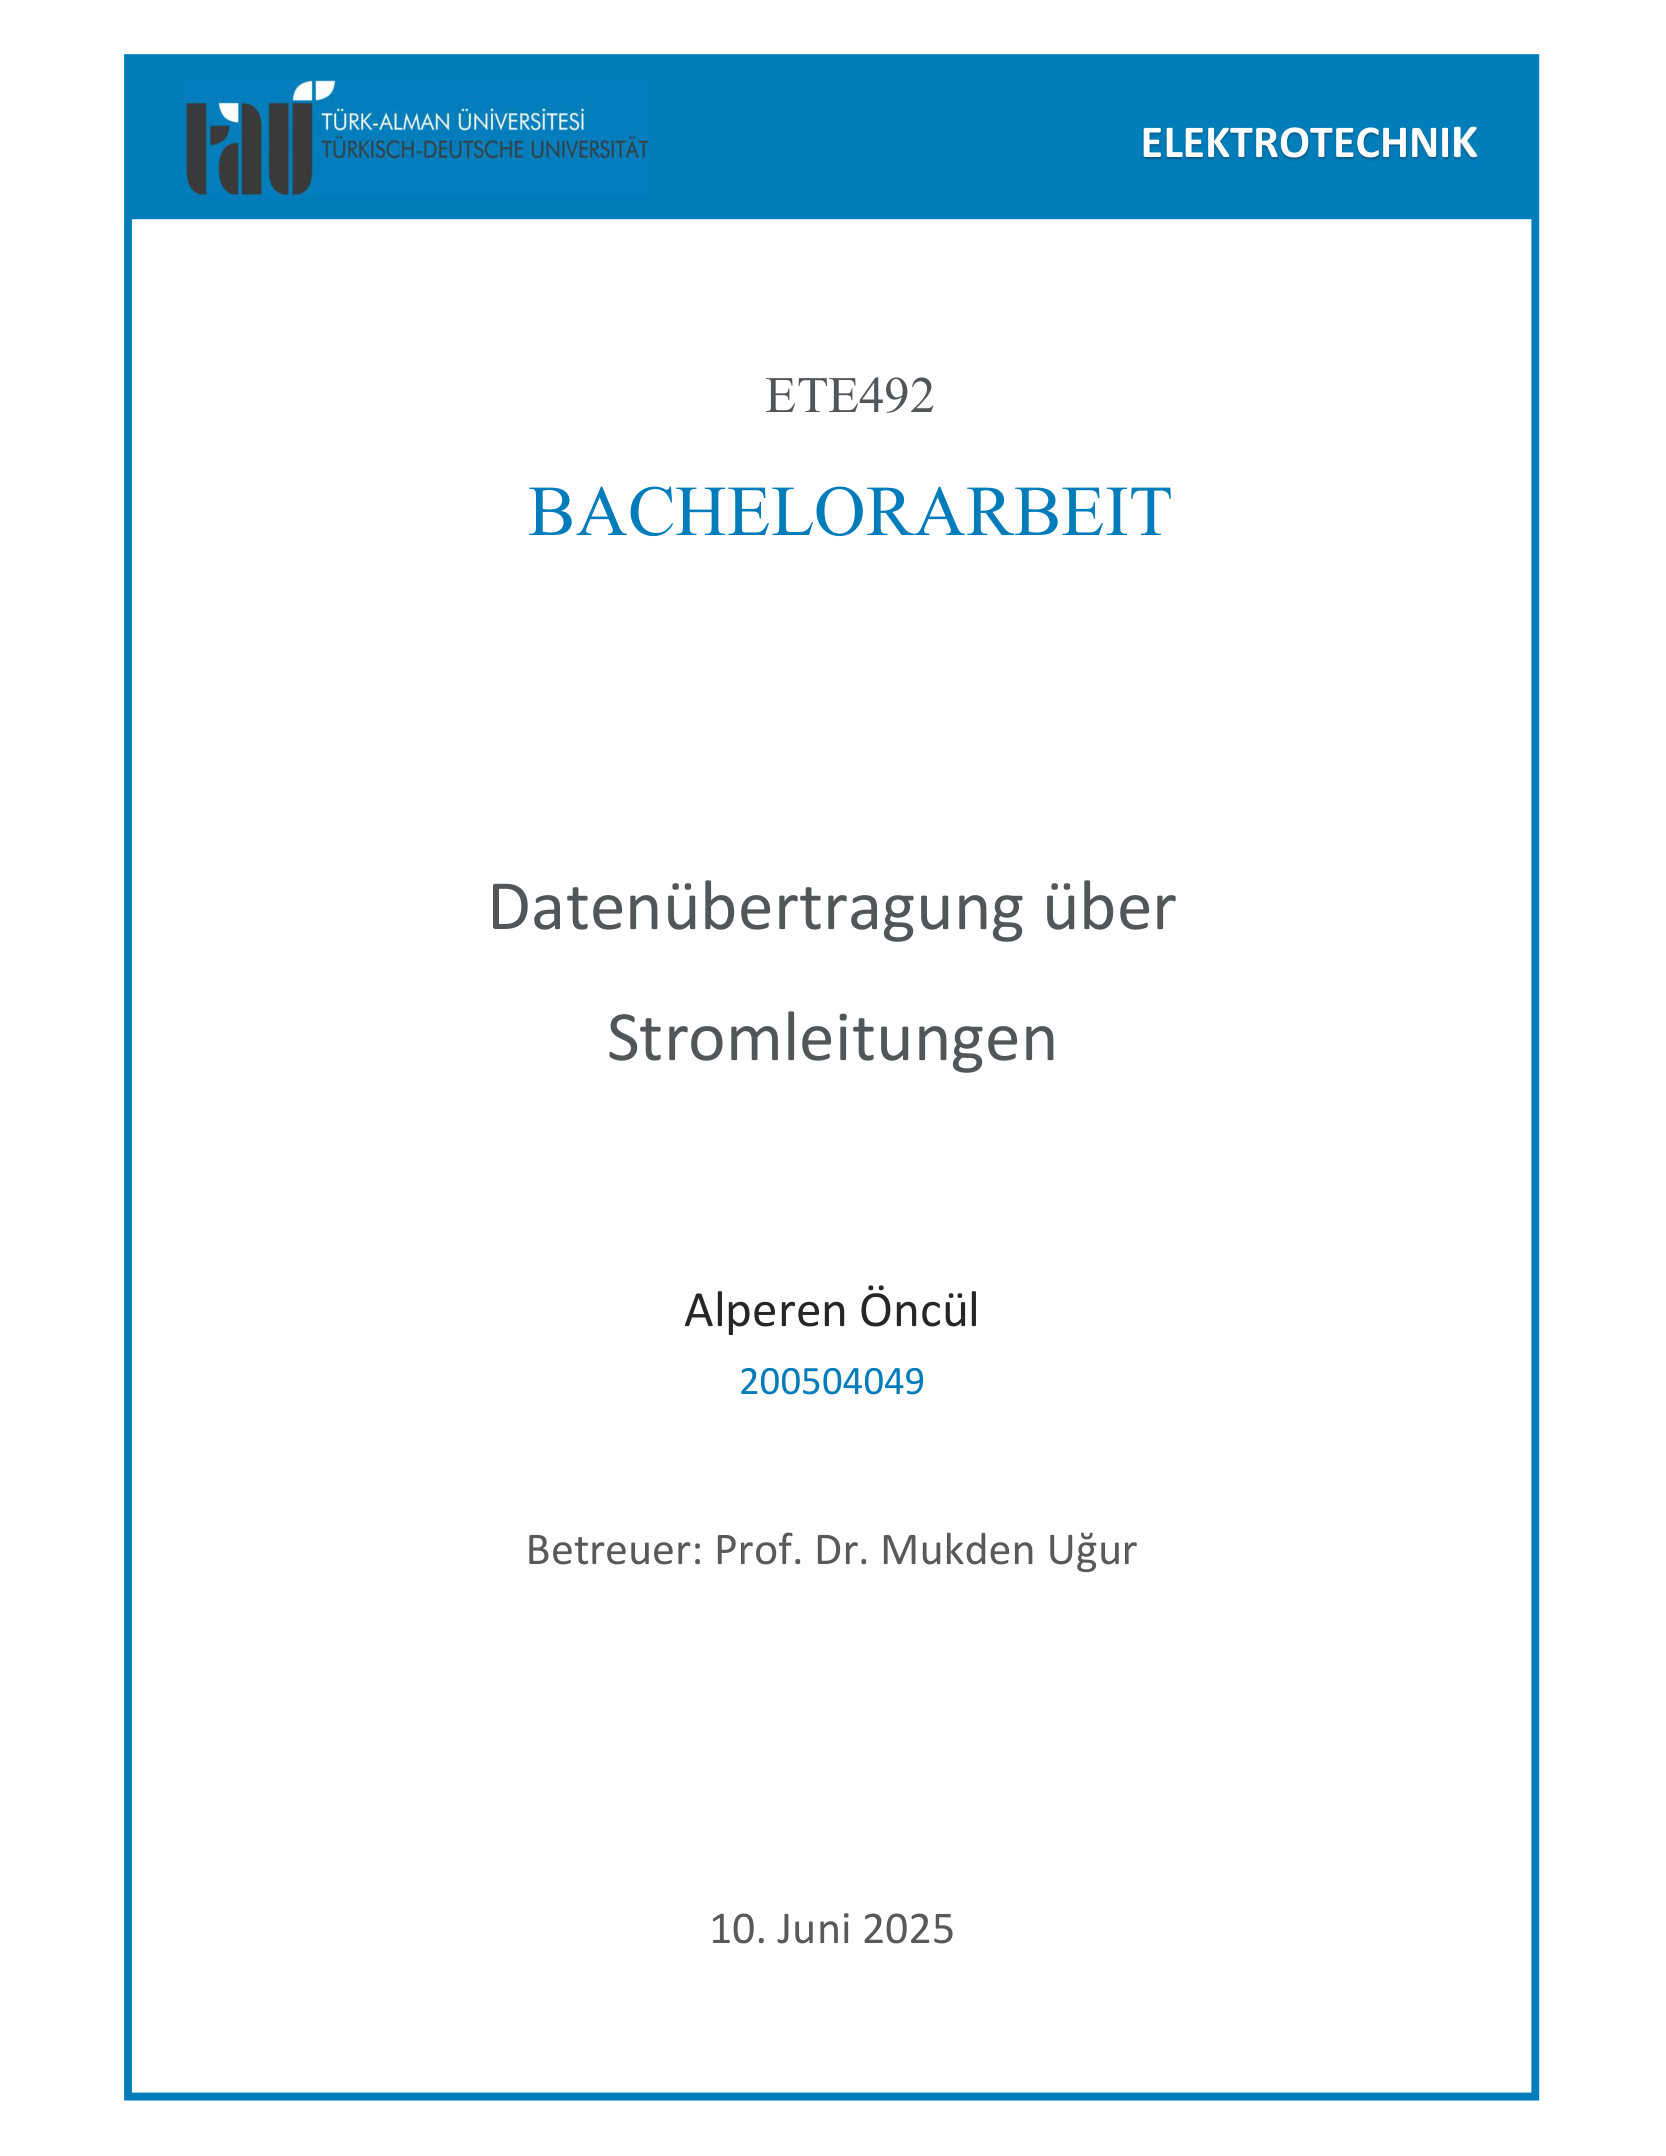 TÜRK-ALMAN ÜNİVERSİTESİ
TÜRKISCH-DEUTSCHE UNIVERSITÄT
ELEKTROTECHNIK
ETE492
BACHELORARBEIT
Datenübertragung über
Stromleitungen
Alperen Öncül
200504049
Betreuer: Prof. Dr. Mukden Uğur
10. Juni 2025